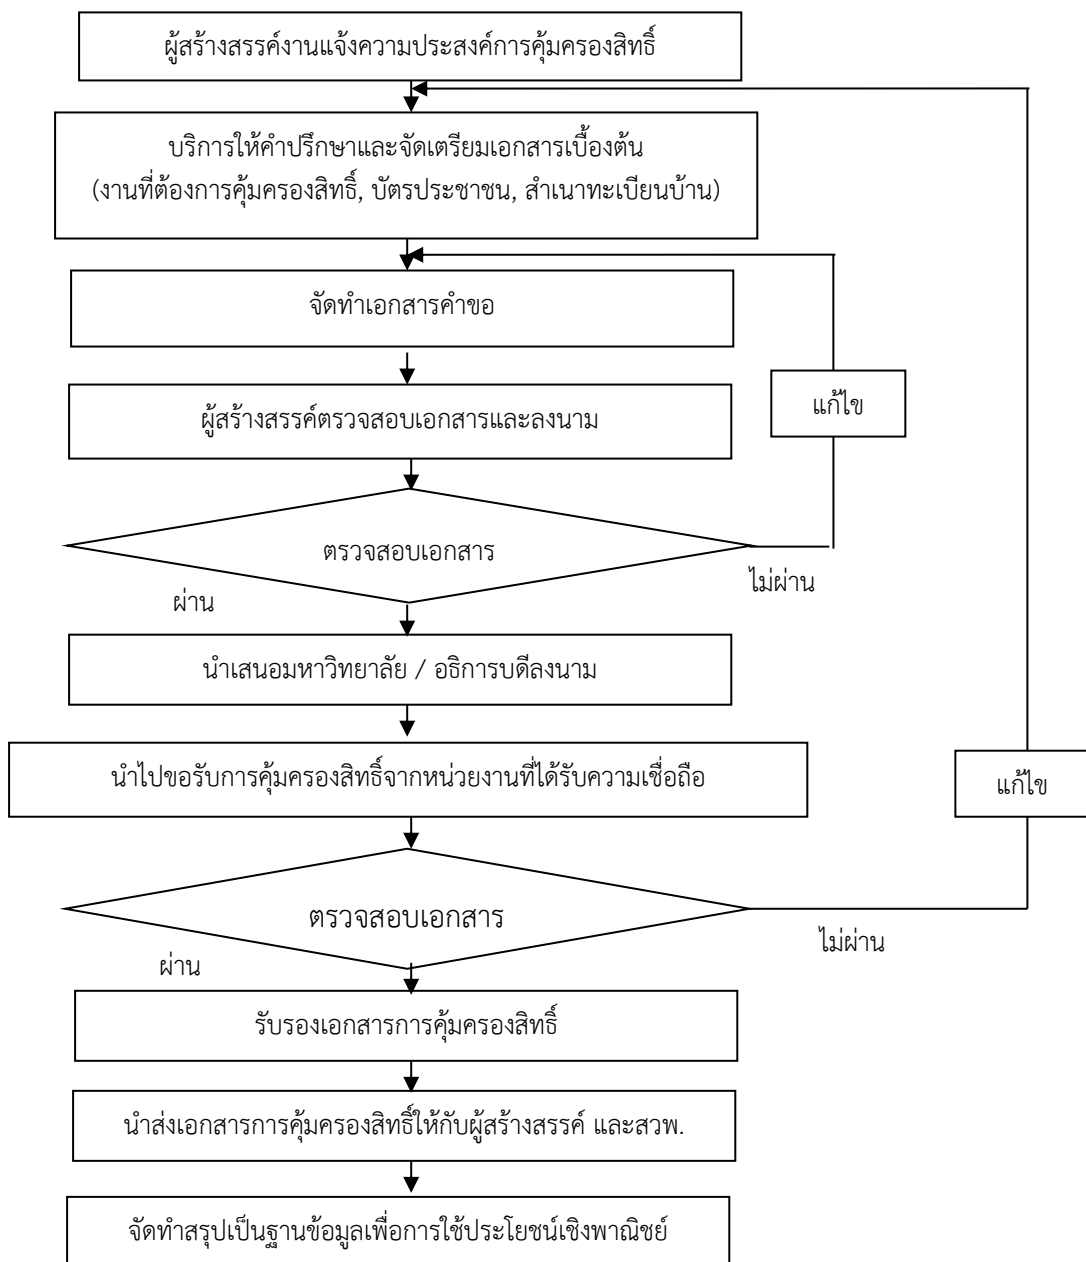 ผู้สร้างสรรค์งานแจ้งความประสงค์การคุ้มครองสิทธิ์
บริการให้คำปรึกษาและจัดเตรียมเอกสารเบื้องต้น
(งานที่ต้องการคุ้มครองสิทธิ์, บัตรประชาชน, สำเนาทะเบียนบ้าน)
จัดทำเอกสารคำขอ
แก้ไข
ผู้สร้างสรรค์ตรวจสอบเอกสารและลงนาม
ตรวจสอบเอกสาร
ไม่ผ่าน
ผ่าน
นำเสนอมหาวิทยาลัย / อธิการบดีลงนาม
นำไปขอรับการคุ้มครองสิทธิ์จากหน่วยงานที่ได้รับความเชื่อถือ
แก้ไข
ตรวจสอบเอกสาร
ไม่ผ่าน
ผ่าน
รับรองเอกสารการคุ้มครองสิทธิ์
นำส่งเอกสารการคุ้มครองสิทธิ์ให้กับผู้สร้างสรรค์ และสวพ.
จัดทำสรุปเป็นฐานข้อมูลเพื่อการใช้ประโยชน์เชิงพาณิชย์